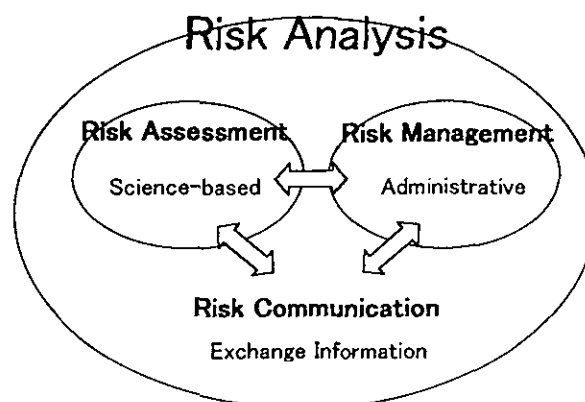 Risk Analysis
Risk Assessment
Risk Management
Science-based
Administrative
Risk Communication
Exchange Information